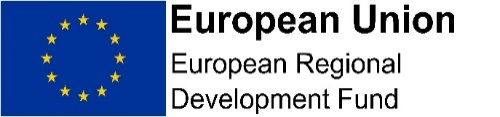 European Union
European Regional
Development Fund